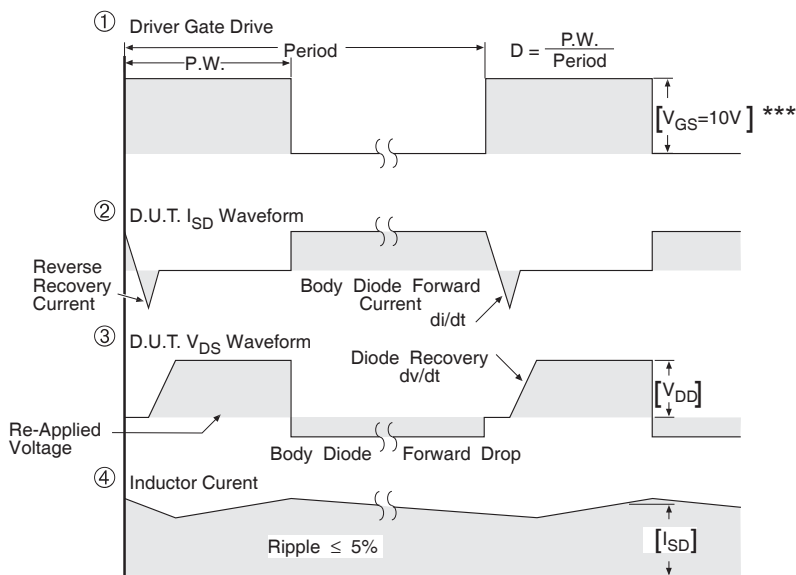 ① Driver Gate Drive
P.W.
Period
D = P.W.
Period
[VGS=10V] ***
② D.U.T. ISD Waveform
Reverse
Recovery
Current
Body Diode Forward
Current
di/dt
③ D.U.T. VDS Waveform
Diode Recovery
dv/dt
[VDD]
Re-Applied
Voltage
Body Diode Forward Drop
④ Inductor Curent
Ripple ≤ 5%
[ISD]